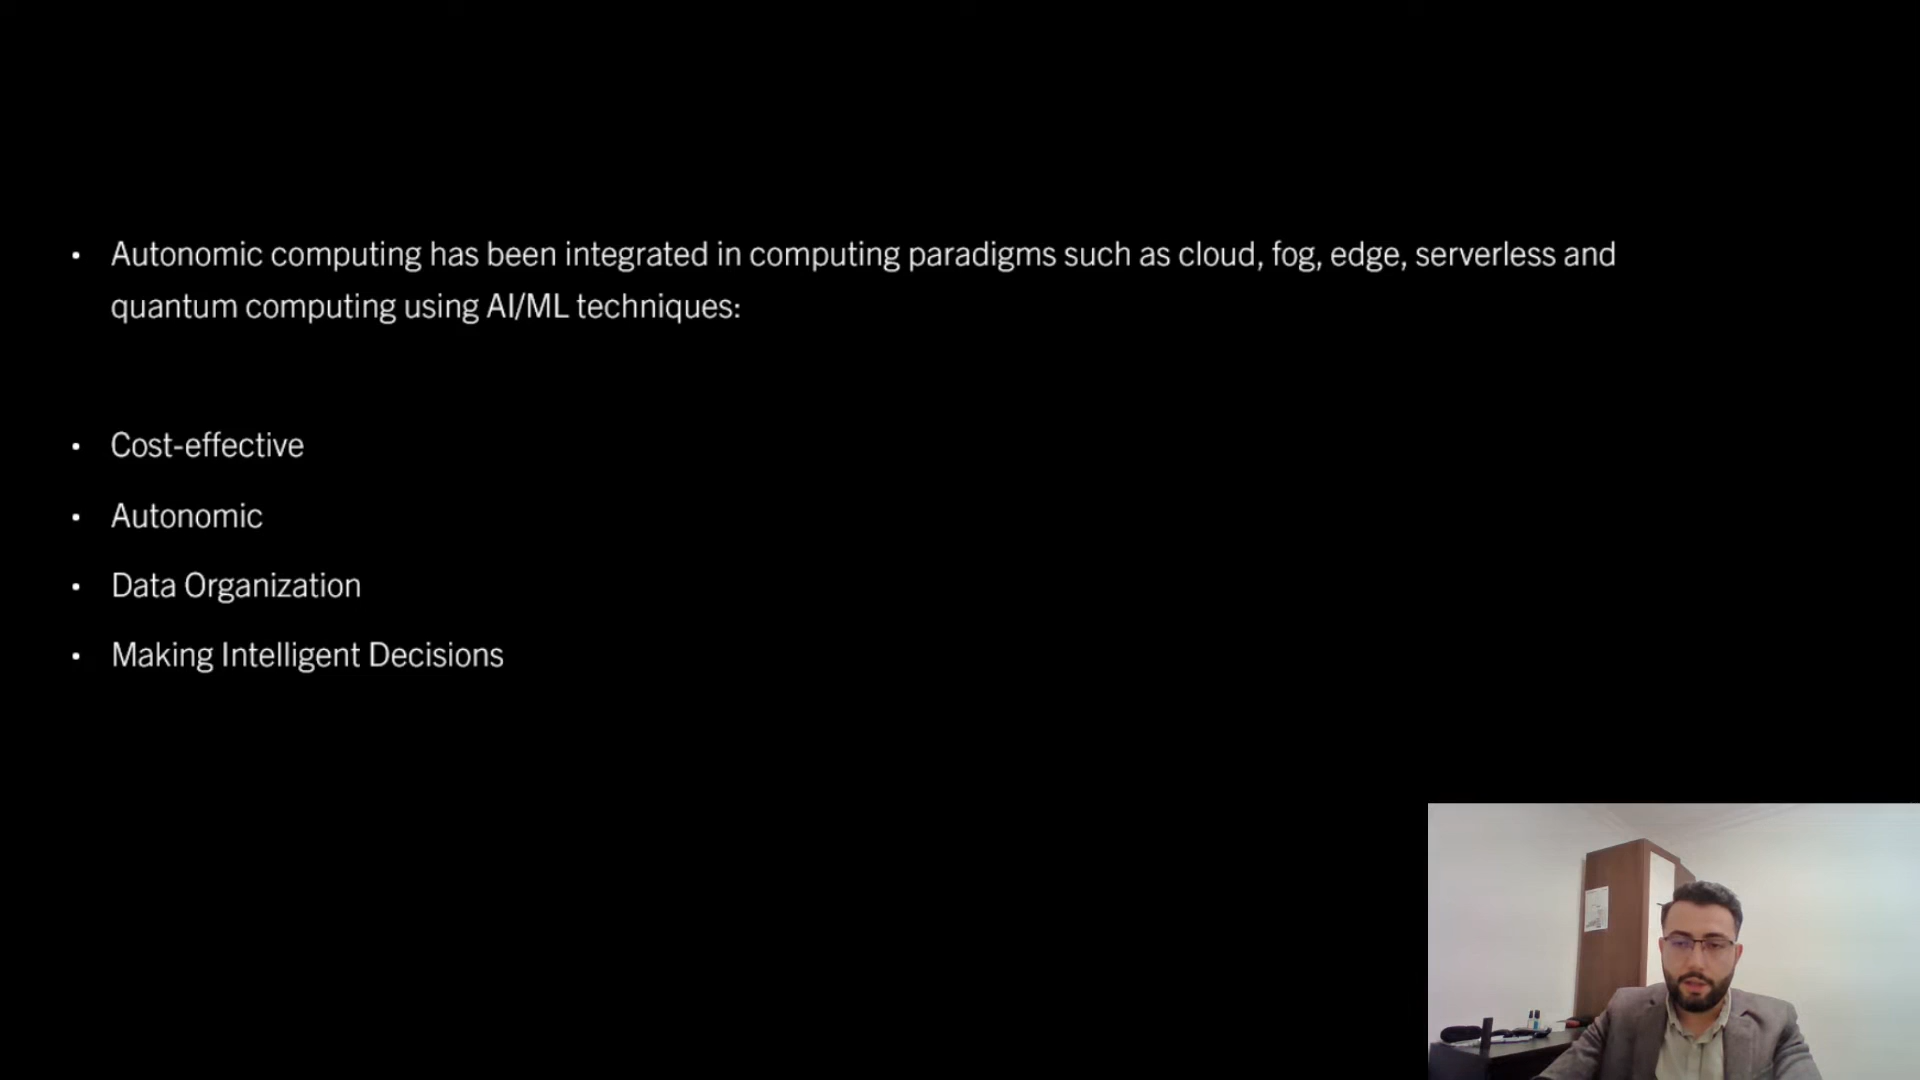 • Autonomic computing has been integrated in computing paradigms such as cloud, fog, edge, serverless and
quantum computing using AI/ML techniques:
• Cost-effective
• Autonomic
• Data Organization
• Making Intelligent Decisions